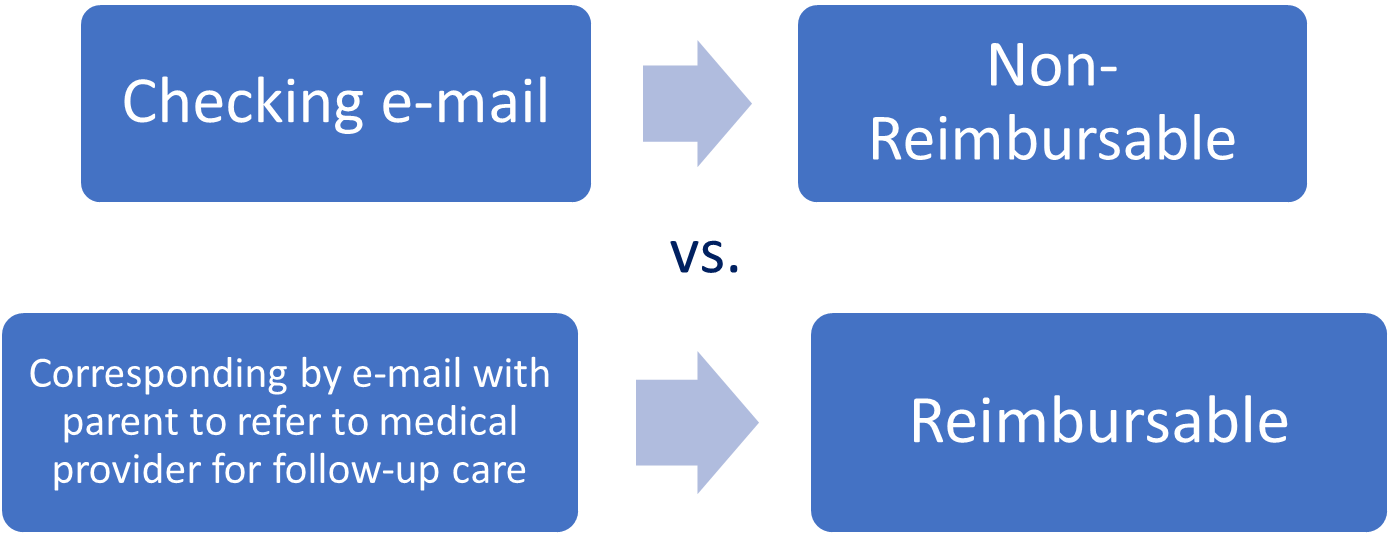 Checking e-mail
Non-
Reimbursable
vs.
Corresponding by e-mail with
parent to refer to medical
provider for follow-up care
Reimbursable